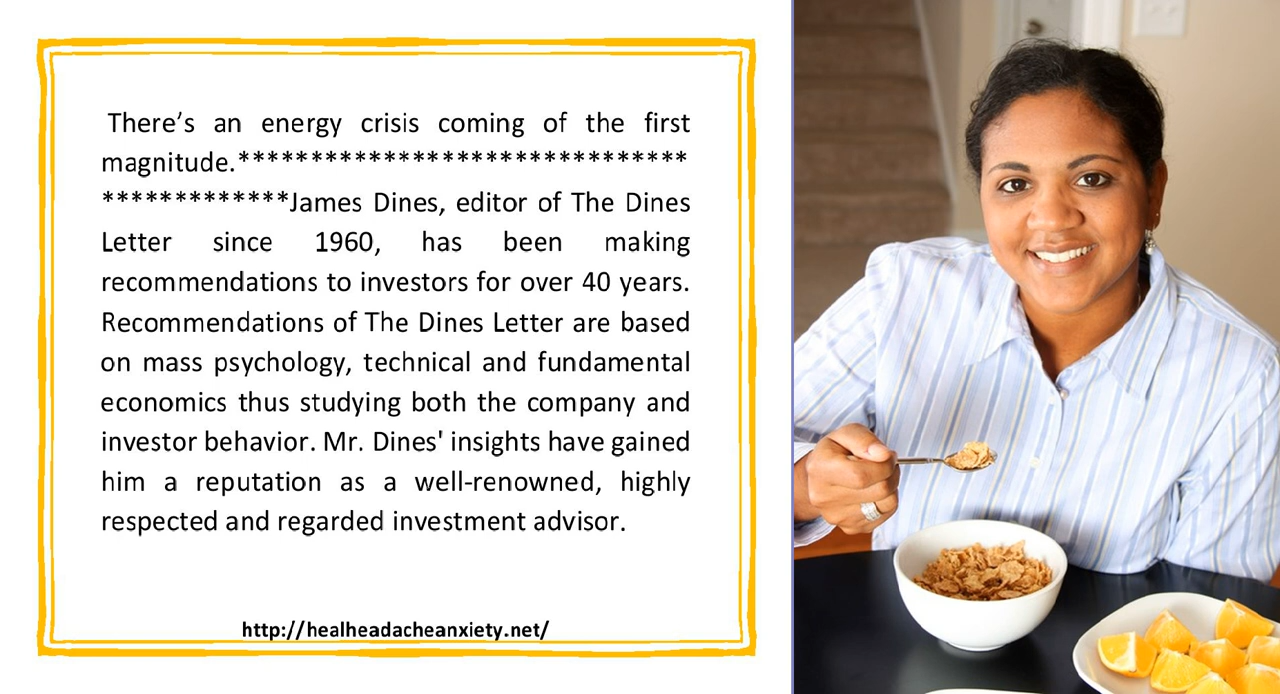 There’s an energy crisis coming of the first
magnitude.*******************************
*************James Dines, editor of The Dines
Letter since 1960, has been making
recommendations to investors for over 40 years.
Recommendations of The Dines Letter are based
on mass psychology, technical and fundamental
economics thus studying both the company and
investor behavior. Mr. Dines' insights have gained
him a reputation as a well-renowned, highly
respected and regarded investment advisor.
http://healheadacheanxiety.net/